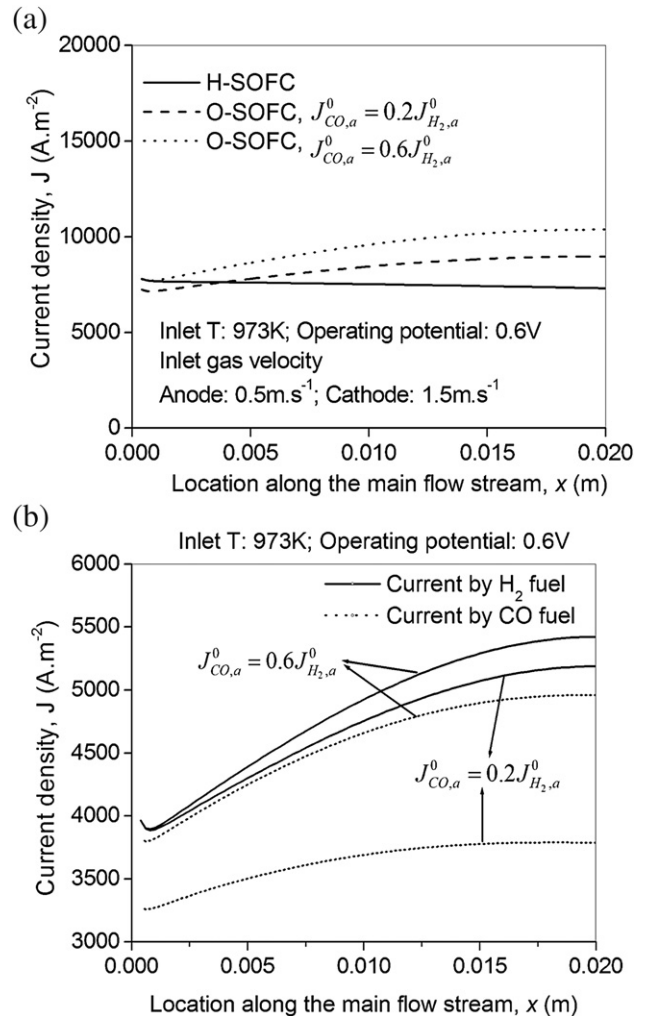 (a)
20000
15000
10000
5000
0
Current density, J (A.m⁻²)
H-SOFC
O-SOFC, J⁰CO,a = 0.2J⁰H₂,a
O-SOFC, J⁰CO,a = 0.6J⁰H₂,a
Inlet T: 973K; Operating potential: 0.6V
Inlet gas velocity
Anode: 0.5m.s⁻¹; Cathode: 1.5m.s⁻¹
0.000 0.005 0.010 0.015 0.020
Location along the main flow stream, x (m)
(b)
Inlet T: 973K; Operating potential: 0.6V
6000
5500
5000
4500
4000
3500
3000
Current density, J (A.m⁻²)
Current by H₂ fuel
Current by CO fuel
J⁰CO,a = 0.6J⁰H₂,a
J⁰CO,a = 0.2J⁰H₂,a
0.000 0.005 0.010 0.015 0.020
Location along the main flow stream, x (m)